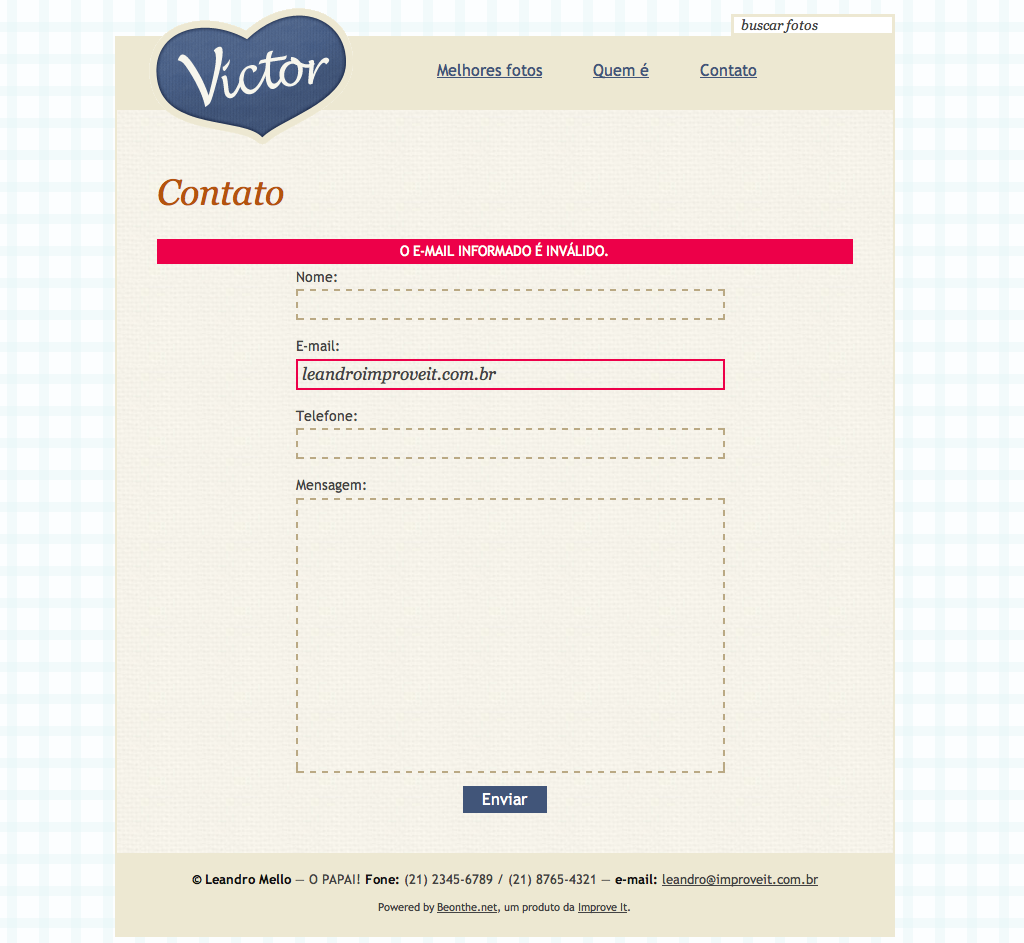 buscar fotos
Victor
Melhores fotos Quem é Contato
Contato
O E-MAIL INFORMADO É INVÁLIDO.
Nome:
E-mail:
leandroimproveit.com.br
Telefone:
Mensagem:
Enviar
© Leandro Mello — O PAPAI! Fone: (21) 2345-6789 / (21) 8765-4321 — e-mail: leandro@improveit.com.br
Powered by Beonthe.net, um produto da Improve It.